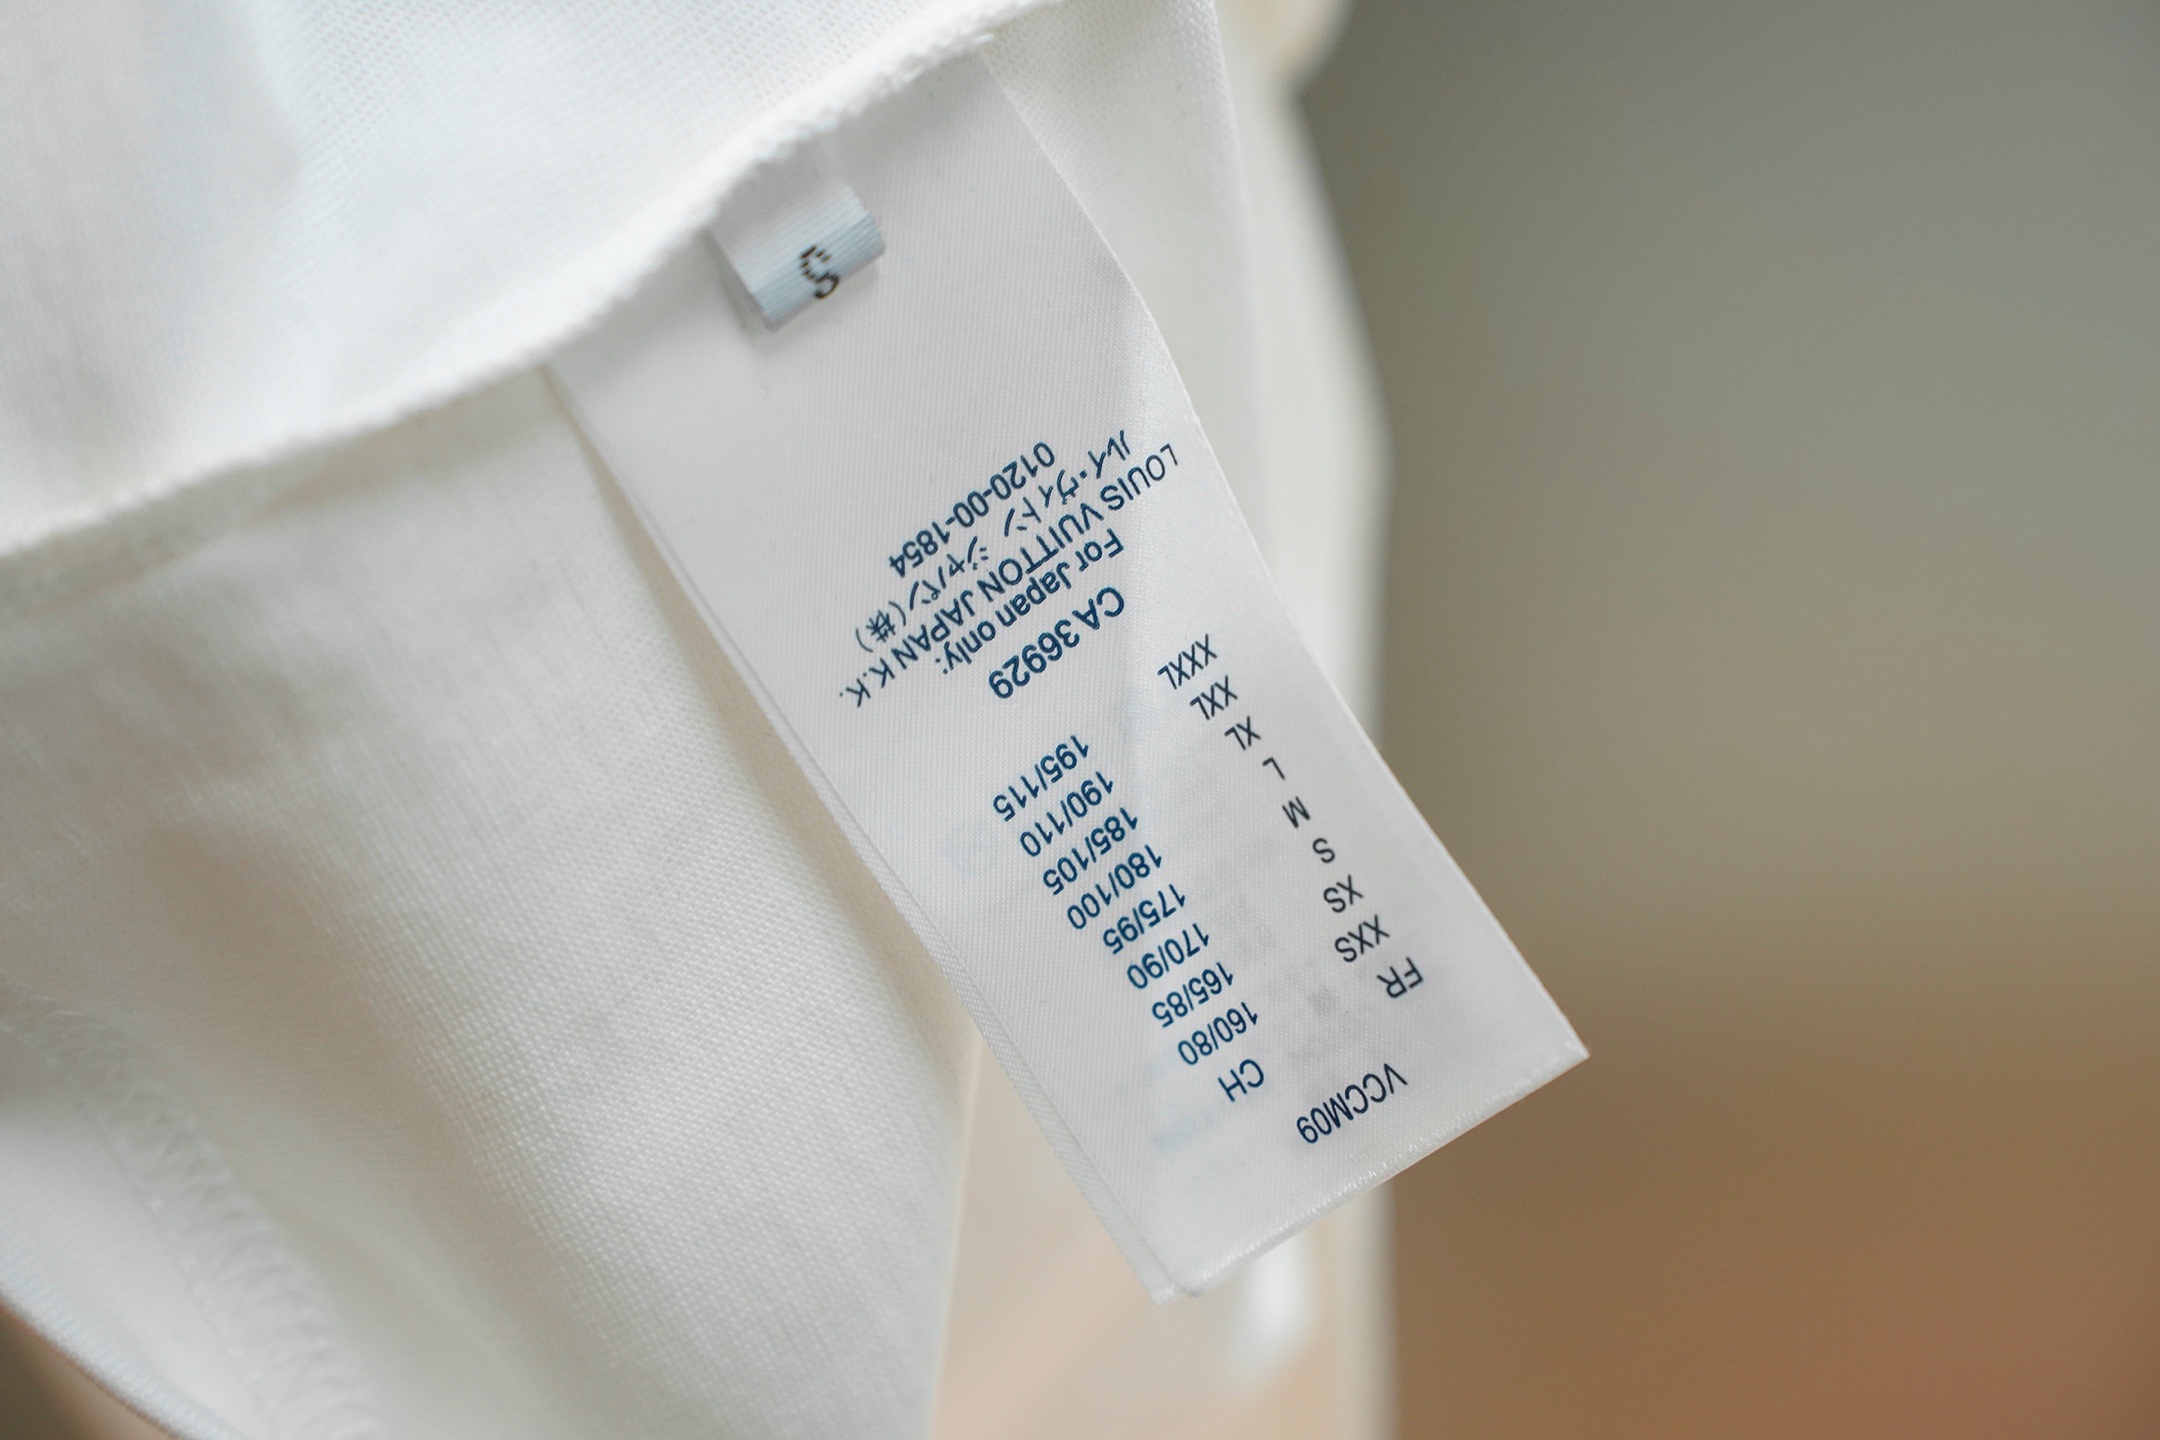 VCCM09
FR CH
XXS 160/80
XS 165/85
S 170/90
M 175/95
L 180/100
XL 185/105
XXL 190/110
XXXL 195/115
CA 36929
For Japan only:
LOUIS VUITTON JAPAN K.K.
ルイ・ヴィトン ジャパン(株)
0120-00-1854
S